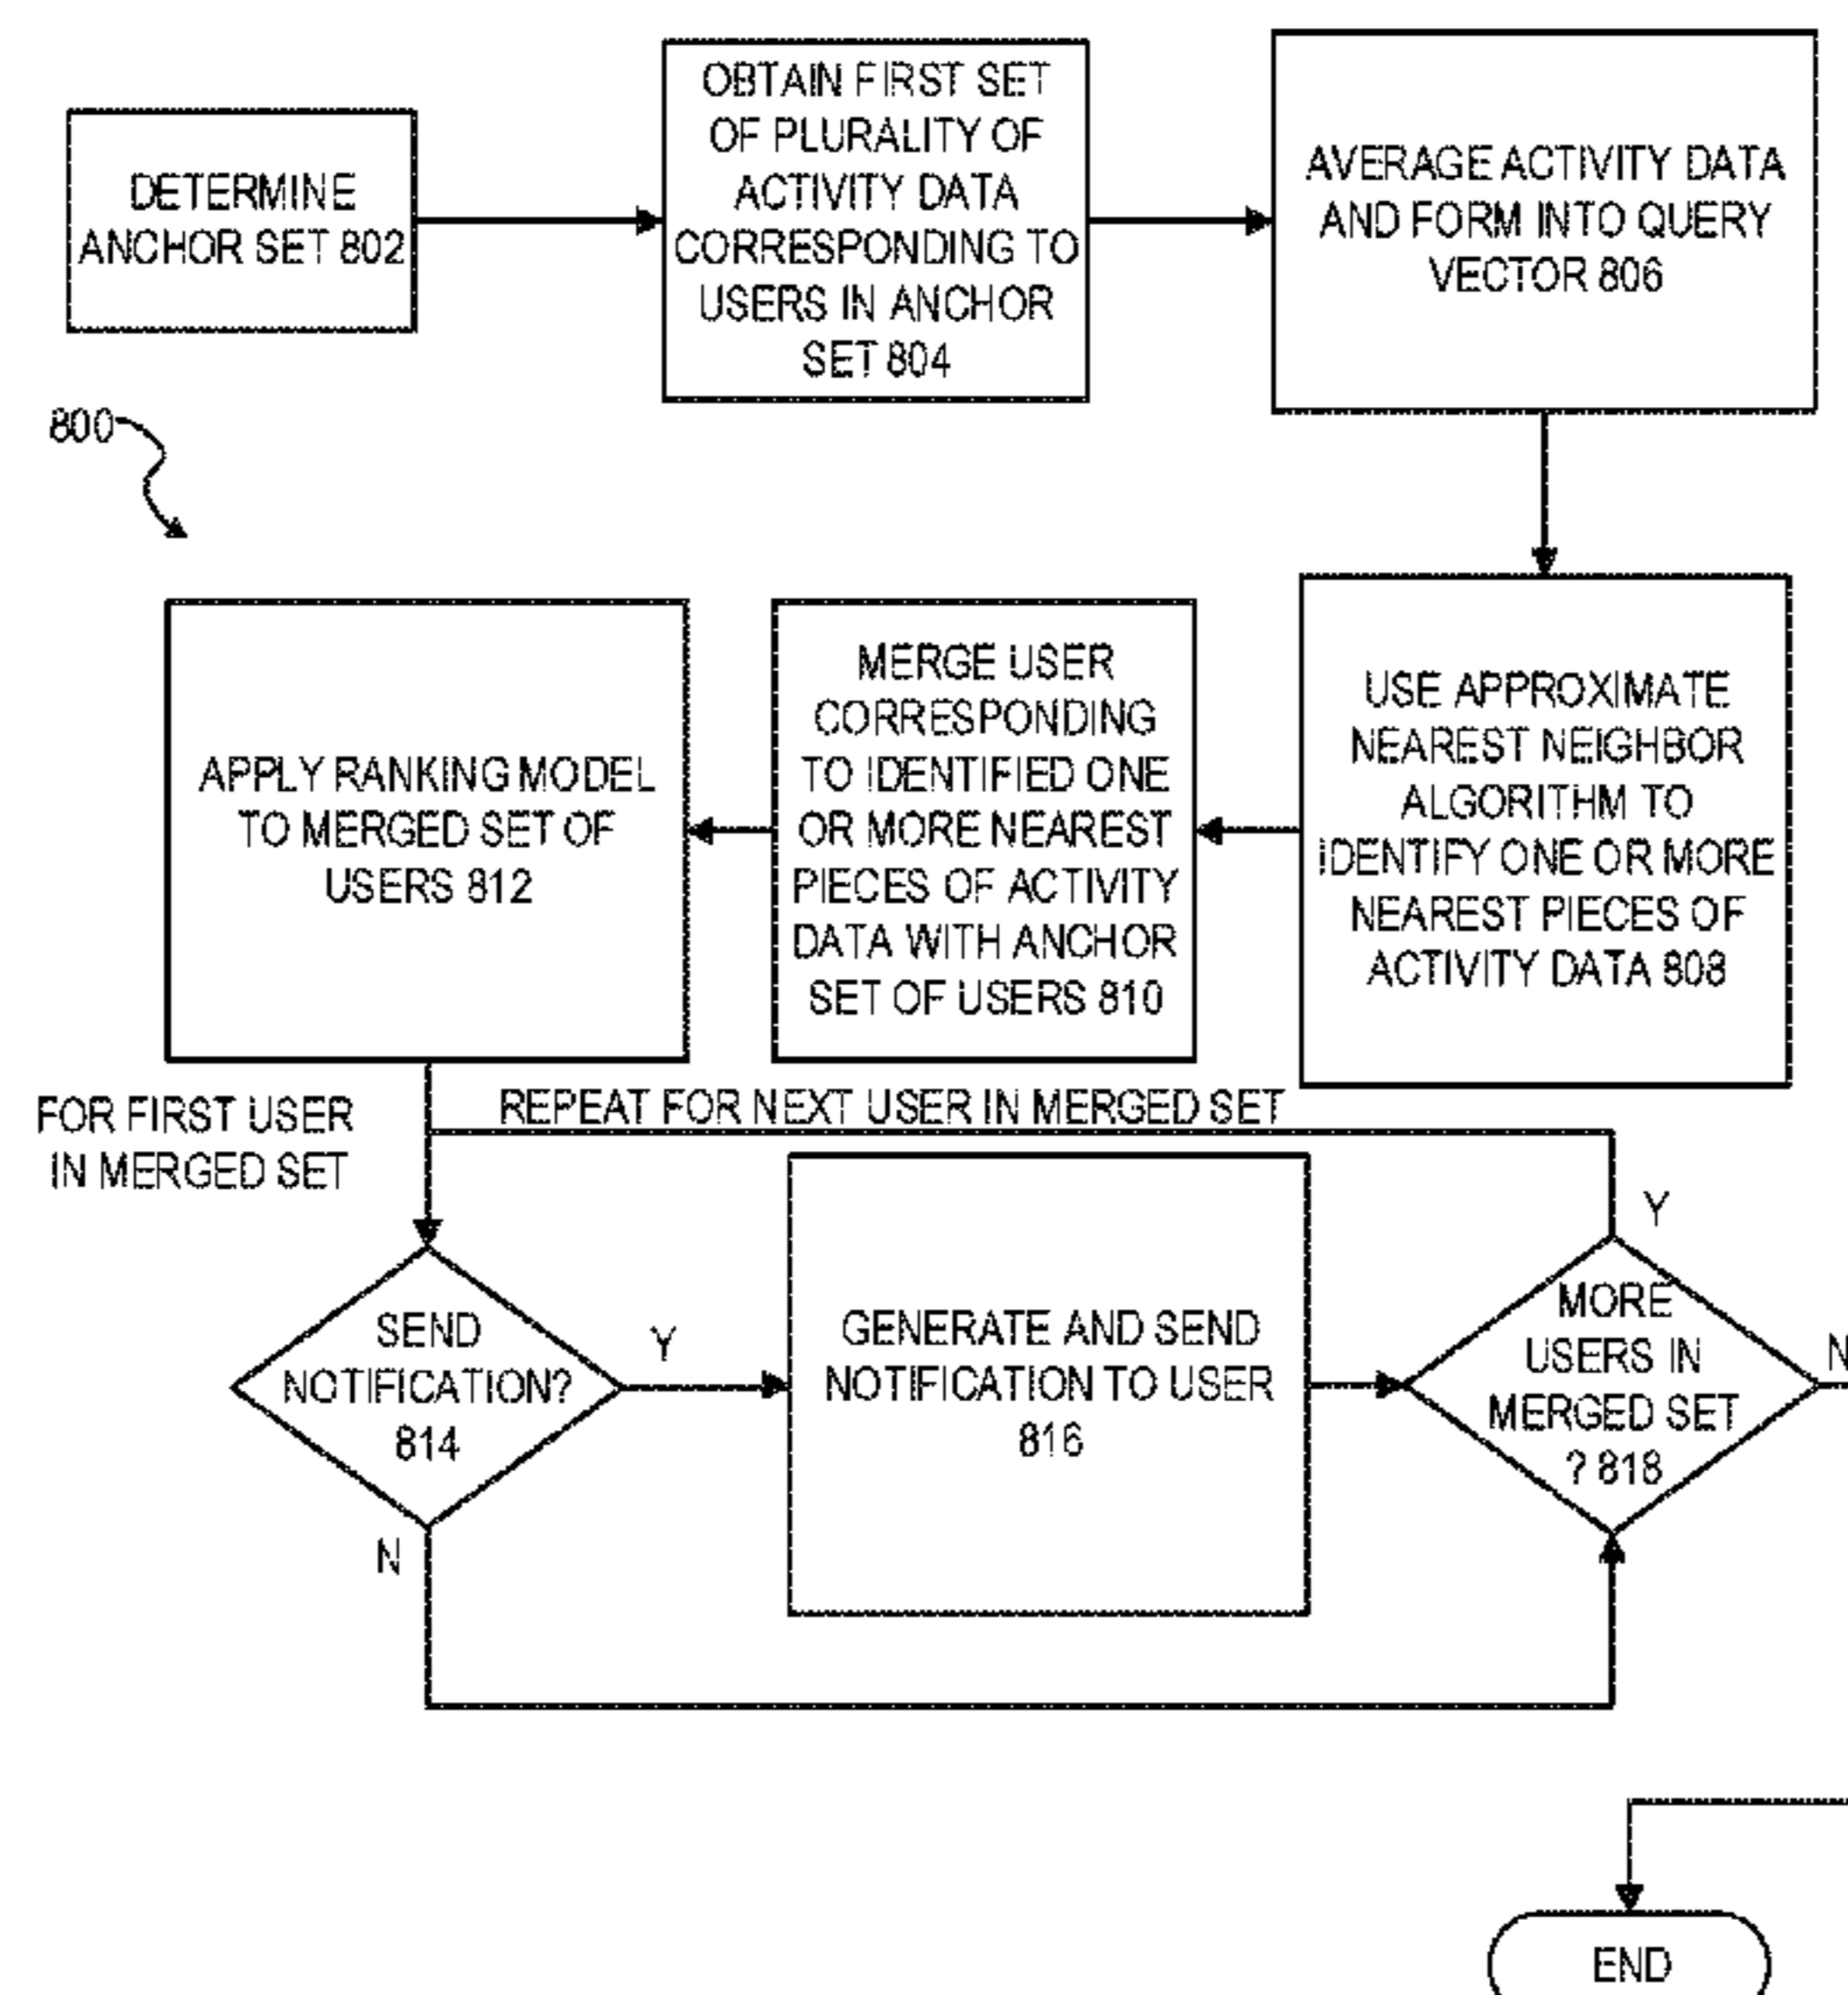 DETERMINE
ANCHOR SET 802
OBTAIN FIRST SET
OF PLURALITY OF
ACTIVITY DATA
CORRESPONDING TO
USERS IN ANCHOR
SET 804
AVERAGE ACTIVITY DATA
AND FORM INTO QUERY
VECTOR 806
800
USE APPROXIMATE
NEAREST NEIGHBOR
ALGORITHM TO
IDENTIFY ONE OR MORE
NEAREST PIECES OF
ACTIVITY DATA 808
MERGE USER
CORRESPONDING
TO IDENTIFIED ONE
OR MORE NEAREST
PIECES OF ACTIVITY
DATA WITH ANCHOR
SET OF USERS 810
APPLY RANKING MODEL
TO MERGED SET OF
USERS 812
FOR FIRST USER
IN MERGED SET
REPEAT FOR NEXT USER IN MERGED SET
SEND
NOTIFICATION?
814
Y
N
GENERATE AND SEND
NOTIFICATION TO USER
816
MORE
USERS IN
MERGED SET
? 818
Y
N
END